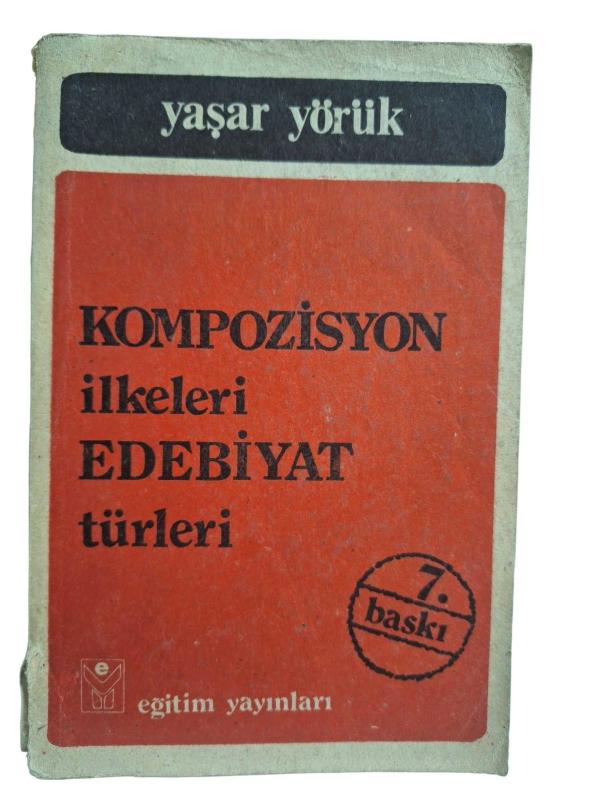 yaşar yörük
KOMPOZİSYON
ilkeleri
EDEBİYAT
türleri
7.
baskı
e
eğitim yayınları